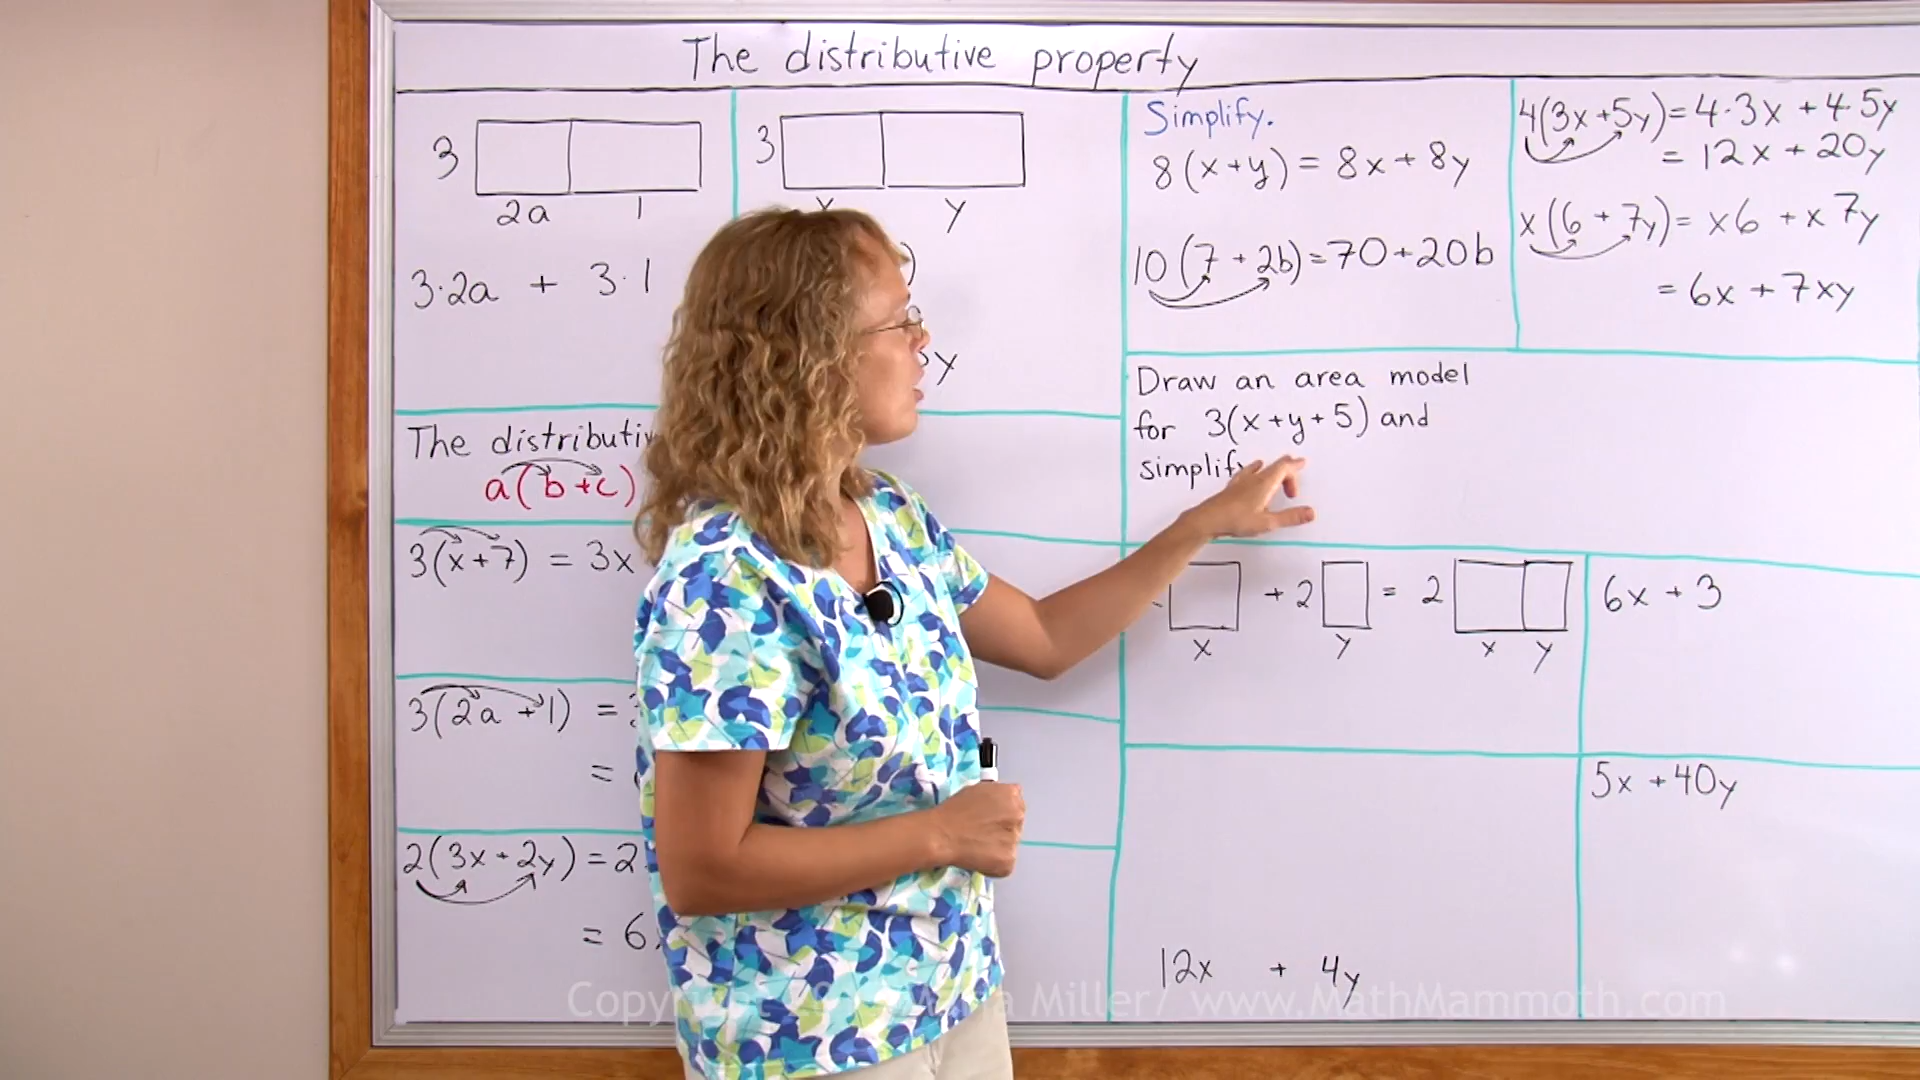 The distributive property
3
2a 1
3·2a + 3·1
3
y
)
y
Simplify.
8(x+y) = 8x + 8y
10(7 + 2b) = 70 + 20b
4(3x+5y) = 4·3x + 4·5y
= 12x + 20y
x(6 + 7y) = x6 + x7y
= 6x + 7xy
The
a(b+c)
3(x+7) = 3x
3(2a +1) =
=
2(3x + 2y) = 2
= 6
Draw an area model
for 3(x+y+5) and
+ 2 = 2
x y x y
6x + 3
12x + 4y
5x + 40y
Miller / www.MathMammoth.com